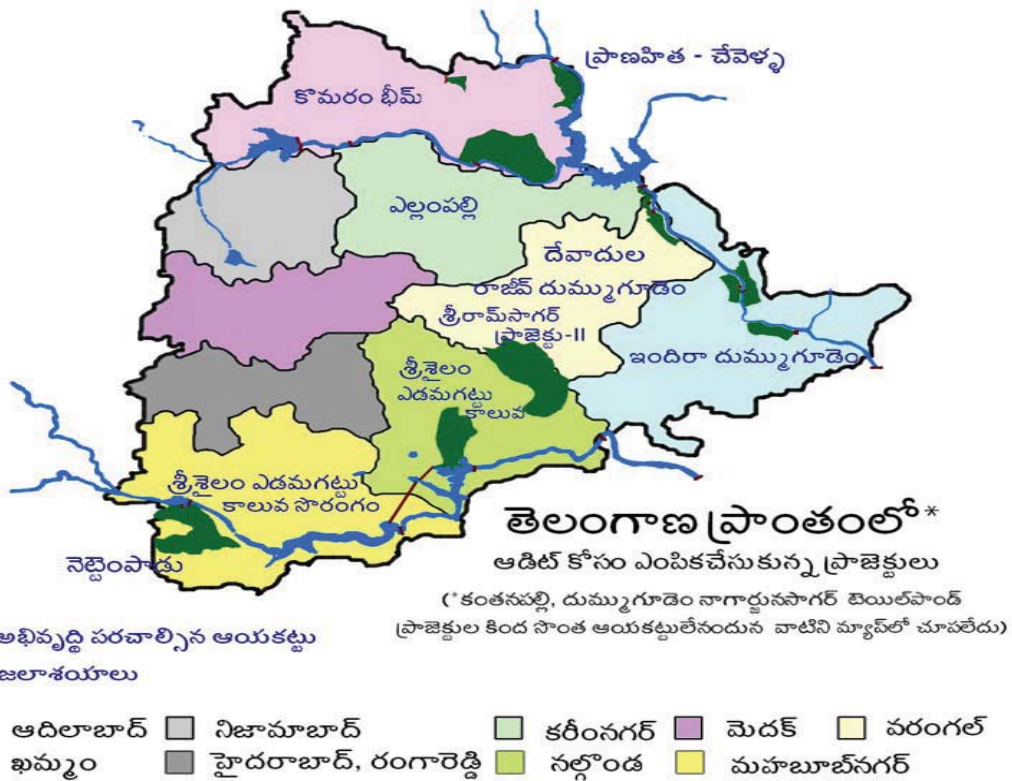 ప్రాణహిత - చేవెళ్ళ
కొమరం భీమ్
ఎల్లంపల్లి
దేవాదుల
రాజీవ్ దుమ్ముగూడెం
శ్రీరామ్‌సాగర్
ప్రాజెక్టు-II
ఇందిరా దుమ్ముగూడెం
శ్రీశైలం
ఎడమగట్టు
కాలువ
శ్రీశైలం ఎడమగట్టు
కాలువ సొరంగం
నెట్టెంపాడు
తెలంగాణ ప్రాంతంలో*
ఆడిట్ కోసం ఎంపికచేసుకున్న ప్రాజెక్టులు
(*కంతనపల్లి, దుమ్ముగూడెం నాగార్జునసాగర్ టెయిల్‌పాండ్
ప్రాజెక్టుల కింద సొంత ఆయకట్టులేనందున వాటిని మ్యాప్‌లో చూపలేదు)
అభివృద్ధి పరచాల్సిన ఆయకట్టు
జలాశయాలు
ఆదిలాబాద్ నిజామాబాద్ కరీంనగర్ మెదక్ వరంగల్
ఖమ్మం హైదరాబాద్, రంగారెడ్డి నల్గొండ మహబూబ్‌నగర్